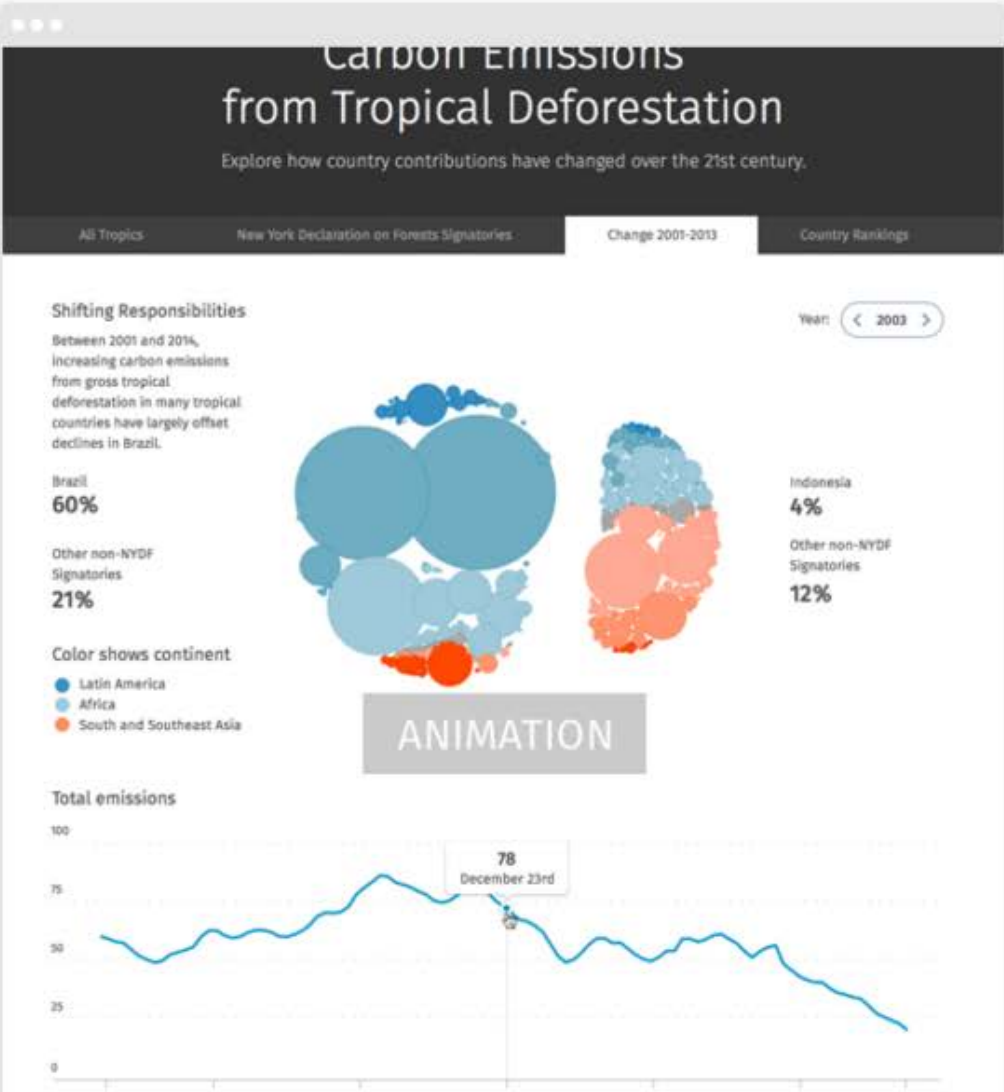 Carbon Emissions
from Tropical Deforestation
Explore how country contributions have changed over the 21st century.
All Tropics
New York Declaration on Forests Signatories
Change 2001-2013
Country Rankings
Shifting Responsibilities
Between 2001 and 2014,
increasing carbon emissions
from gross tropical
deforestation in many tropical
countries have largely offset
declines in Brazil.
Year:
< 2003 >
Brazil
60%
Other non-NYDF
Signatories
21%
Indonesia
4%
Other non-NYDF
Signatories
12%
Color shows continent
Latin America
Africa
South and Southeast Asia
ANIMATION
Total emissions
100
75
50
25
0
78
December 23rd